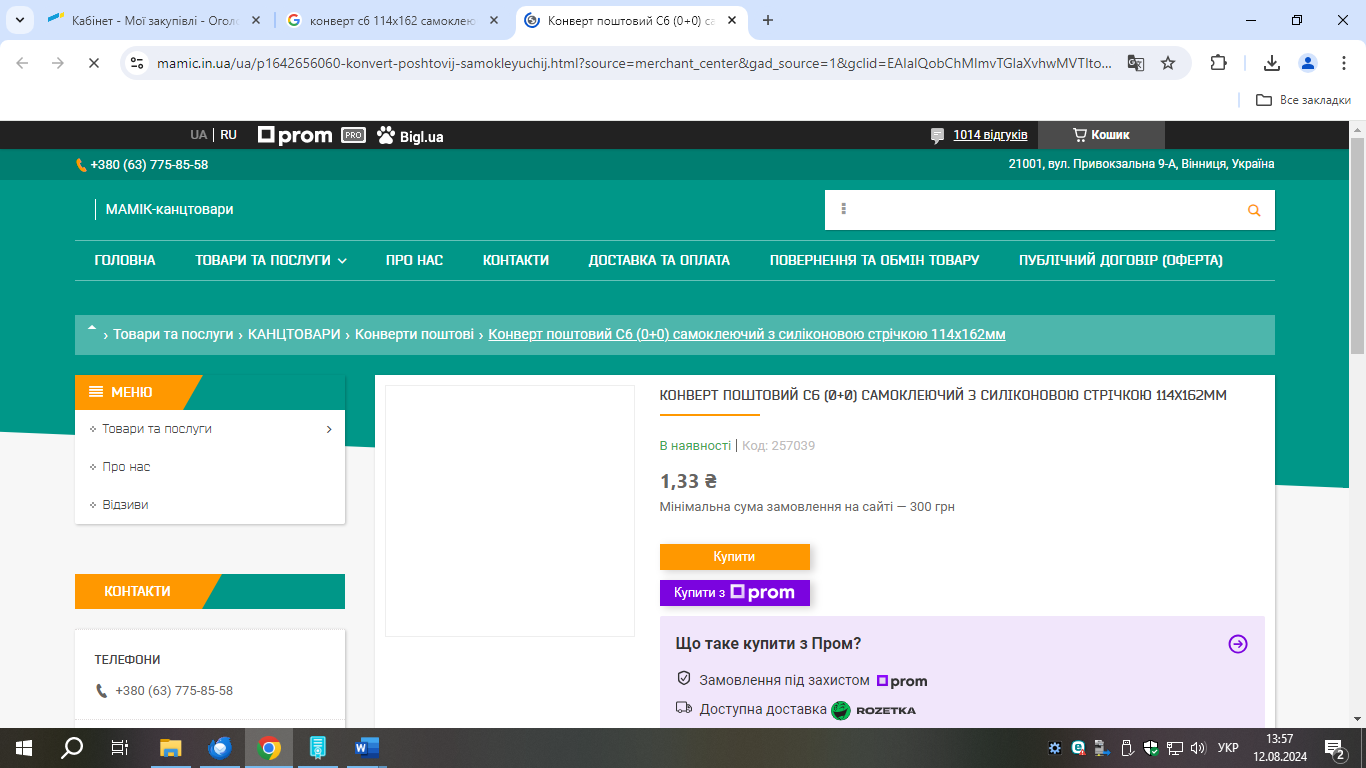 Кабінет - Мої закупівлі - Оголо
конверт с6 114х162 самоклею
Конверт поштовий С6 (0+0) са
mamic.in.ua/ua/p1642656060-konvert-poshtovij-samokleyuchij.html?source=merchant_center&gad_source=1&gclid=EAIaIQobChMImvTGlaXvhwMVTIto...
Все закладки
UA RU prom PRO Bigl.ua 1014 відгуків Кошик
+380 (63) 775-85-58 21001, вул. Привокзальна 9-А, Вінниця, Україна
МАМІК-канцтовари
ГОЛОВНА ТОВАРИ ТА ПОСЛУГИ ПРО НАС КОНТАКТИ ДОСТАВКА ТА ОПЛАТА ПОВЕРНЕННЯ ТА ОБМІН ТОВАРУ ПУБЛІЧНИЙ ДОГОВІР (ОФЕРТА)
› Товари та послуги › КАНЦТОВАРИ › Конверти поштові › Конверт поштовий С6 (0+0) самоклеючий з силіконовою стрічкою 114х162мм
МЕНЮ
Товари та послуги
Про нас
Відзиви
КОНТАКТИ
ТЕЛЕФОНИ
+380 (63) 775-85-58
КОНВЕРТ ПОШТОВИЙ С6 (0+0) САМОКЛЕЮЧИЙ З СИЛІКОНОВОЮ СТРІЧКОЮ 114Х162ММ
В наявності Код: 257039
1,33 ₴
Мінімальна сума замовлення на сайті — 300 грн
Купити
Купити з prom
Що таке купити з Пром?
Замовлення під захистом prom
Доступна доставка ROZETKA
УКР
13:57
12.08.2024
2